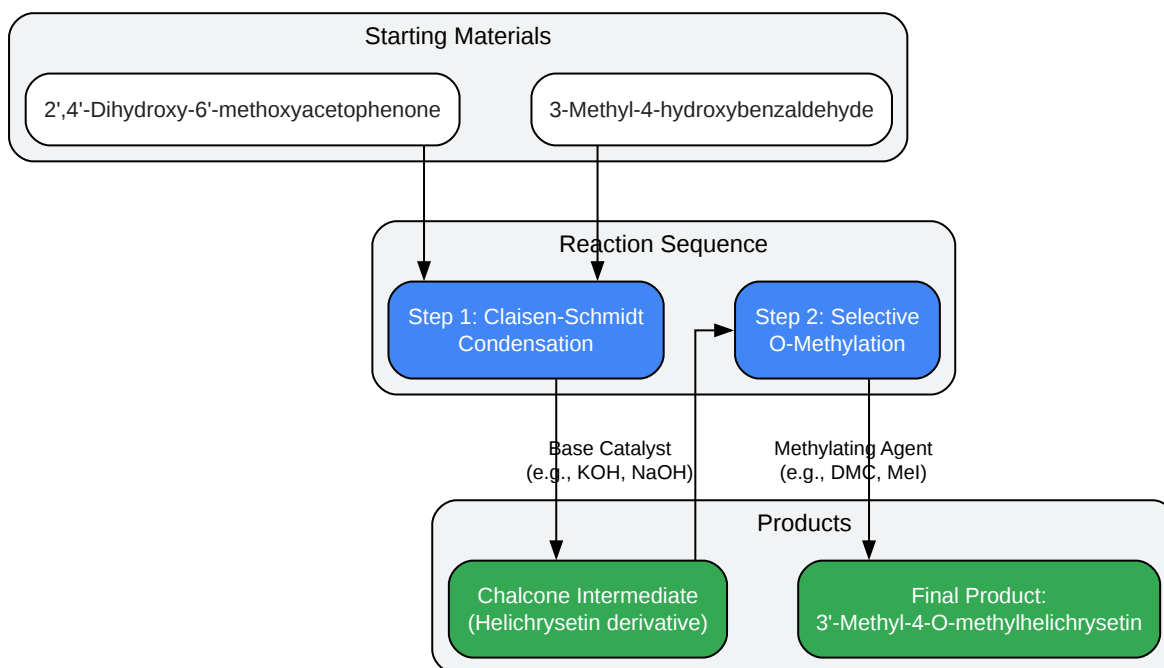 Starting Materials
2',4'-Dihydroxy-6'-methoxyacetophenone
3-Methyl-4-hydroxybenzaldehyde
Reaction Sequence
Step 1: Claisen-Schmidt
Condensation
Step 2: Selective
O-Methylation
Base Catalyst
(e.g., KOH, NaOH)
Methylating Agent
(e.g., DMC, MeI)
Products
Chalcone Intermediate
(Helichrysetin derivative)
Final Product:
3'-Methyl-4-O-methylhelichrysetin